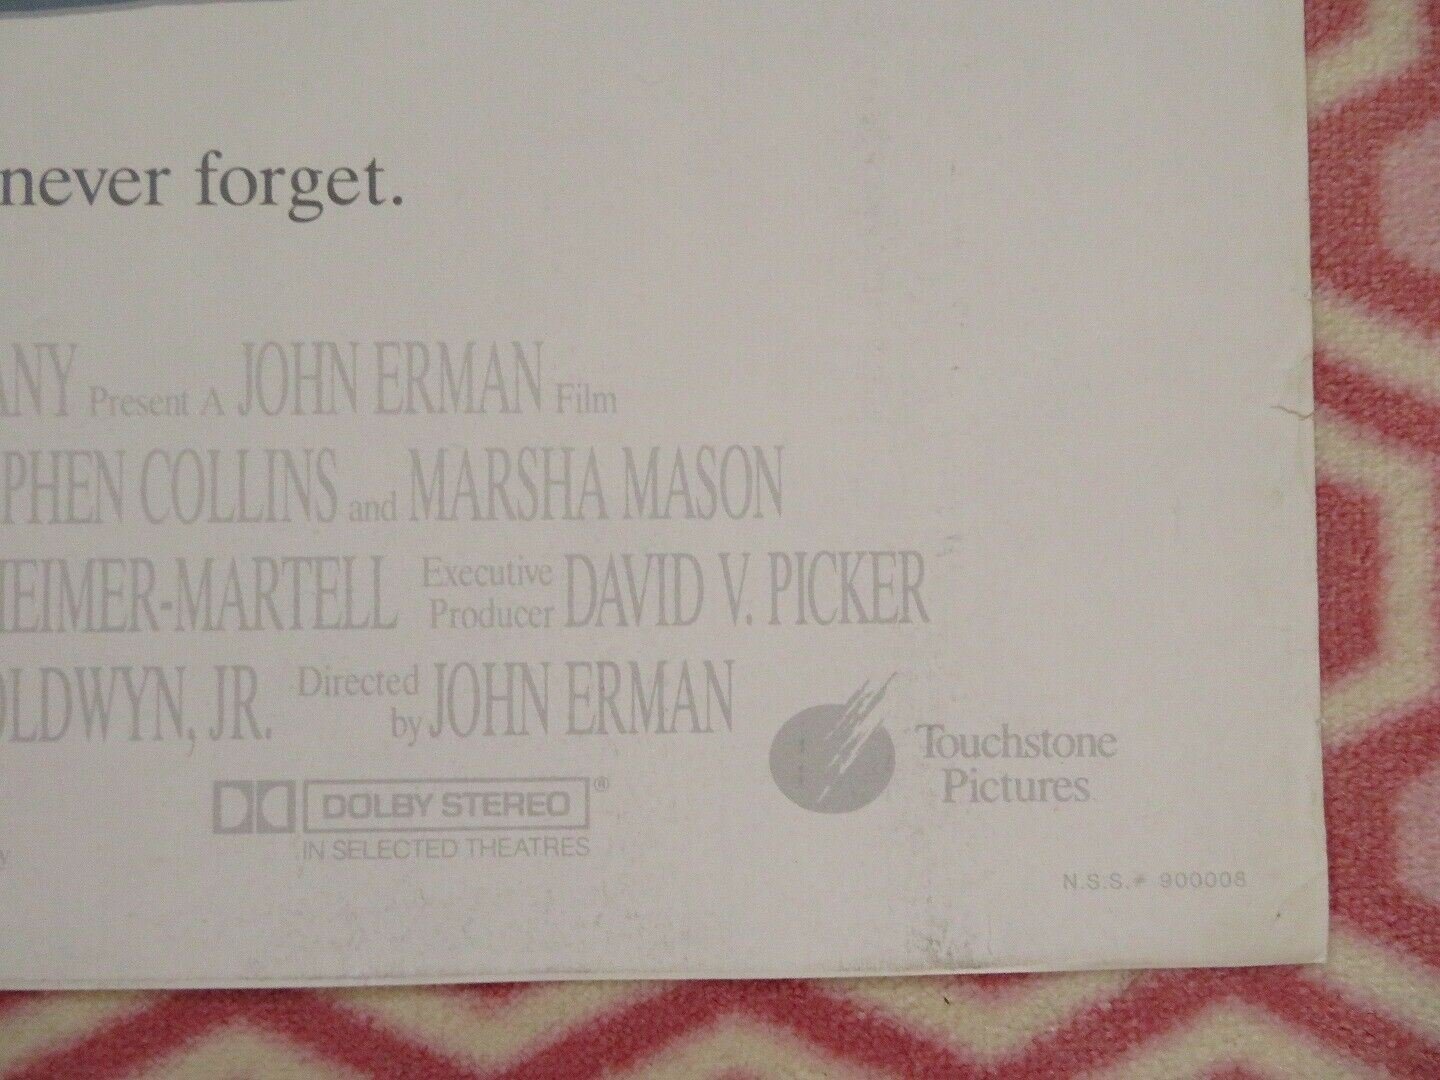 never forget.
ANY Present A JOHN ERMAN Film
PHEN COLLINS and MARSHA MASON
HEIMER-MARTELL Executive Producer DAVID V. PICKER
OLDWYN, JR. Directed by JOHN ERMAN
Touchstone
Pictures
DOLBY STEREO ®
IN SELECTED THEATRES
y
N.S.S.# 900008